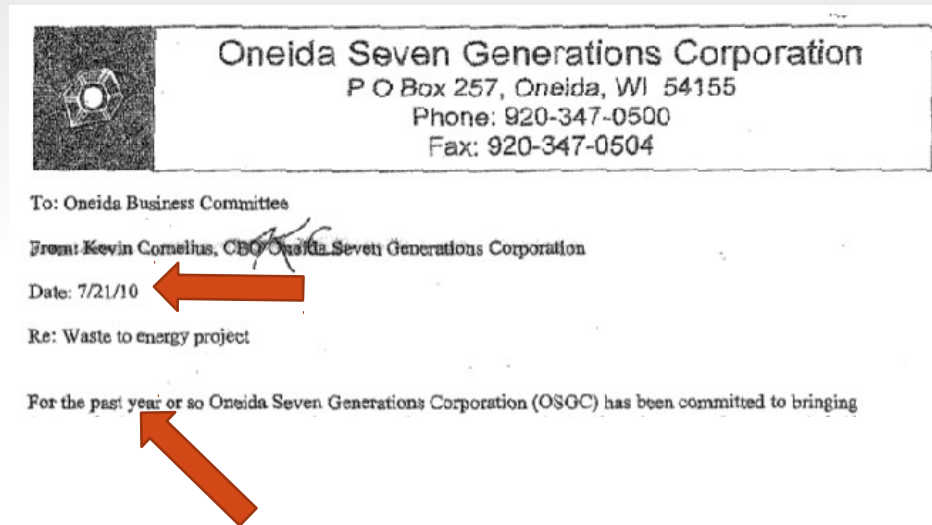 Oneida Seven Generations Corporation
P O Box 257, Oneida, WI 54155
Phone: 920-347-0500
Fax: 920-347-0504
To: Oneida Business Committee
From: Kevin Cornelius, CEO Oneida Seven Generations Corporation
Date: 7/21/10
Re: Waste to energy project
For the past year or so Oneida Seven Generations Corporation (OSGC) has been committed to bringing